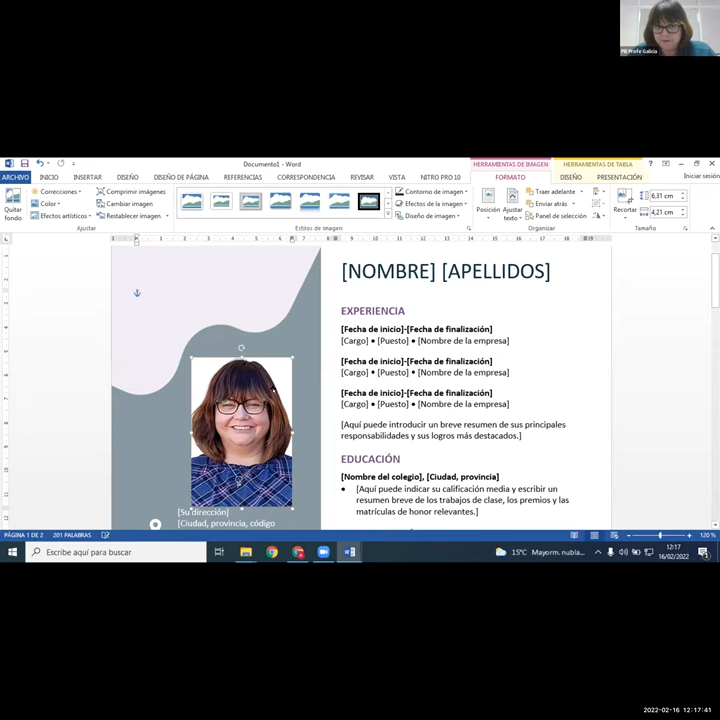 PB Profe Galicia
Documento1 - Word
HERRAMIENTAS DE IMAGEN
HERRAMIENTAS DE TABLA
ARCHIVO INICIO INSERTAR DISEÑO DISEÑO DE PÁGINA REFERENCIAS CORRESPONDENCIA REVISAR VISTA NITRO PRO 10 FORMATO DISEÑO PRESENTACIÓN Iniciar sesión
Quitar fondo
Correcciones
Color
Efectos artísticos
Comprimir imágenes
Cambiar imagen
Restablecer imagen
Contorno de imagen
Efectos de la imagen
Diseño de imagen
Posición
Ajustar texto
Traer adelante
Enviar atrás
Panel de selección
Recortar
6,31 cm
4,21 cm
Ajustar
Estilos de imagen
Organizar
Tamaño
[NOMBRE] [APELLIDOS]
EXPERIENCIA
[Fecha de inicio]-[Fecha de finalización]
[Cargo] • [Puesto] • [Nombre de la empresa]
[Fecha de inicio]-[Fecha de finalización]
[Cargo] • [Puesto] • [Nombre de la empresa]
[Fecha de inicio]-[Fecha de finalización]
[Cargo] • [Puesto] • [Nombre de la empresa]
[Aquí puede introducir un breve resumen de sus principales
responsabilidades y sus logros más destacados.]
EDUCACIÓN
[Nombre del colegio], [Ciudad, provincia]
• [Aquí puede indicar su calificación media y escribir un
resumen breve de los trabajos de clase, los premios y las
matrículas de honor relevantes.]
[Su dirección]
[Ciudad, provincia, código
PÁGINA 1 DE 2 201 PALABRAS 120 %
Escribe aquí para buscar
15°C Mayorm. nubla...
12:17
16/02/2022
2022-02-16 12:17:41